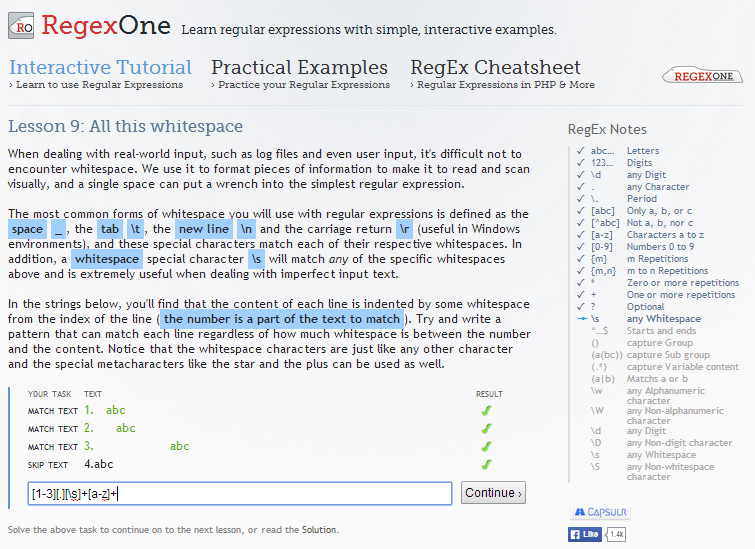 RO RegexOne Learn regular expressions with simple, interactive examples.
Interactive Tutorial Practical Examples RegEx Cheatsheet
› Learn to use Regular Expressions › Practice your Regular Expressions › Regular Expressions in PHP & More
REGEXONE
Lesson 9: All this whitespace
When dealing with real-world input, such as log files and even user input, it's difficult not to
encounter whitespace. We use it to format pieces of information to make it to read and scan
visually, and a single space can put a wrench into the simplest regular expression.
The most common forms of whitespace you will use with regular expressions is defined as the
space _ , the tab \t , the new line \n and the carriage return \r (useful in Windows
environments), and these special characters match each of their respective whitespaces. In
addition, a whitespace special character \s will match any of the specific whitespaces
above and is extremely useful when dealing with imperfect input text.
In the strings below, you'll find that the content of each line is indented by some whitespace
from the index of the line ( the number is a part of the text to match ). Try and write a
pattern that can match each line regardless of how much whitespace is between the number
and the content. Notice that the whitespace characters are just like any other character
and the special metacharacters like the star and the plus can be used as well.
YOUR TASK TEXT RESULT
MATCH TEXT 1. abc
MATCH TEXT 2. abc
MATCH TEXT 3. abc
SKIP TEXT 4.abc
[1-3][.][\s]+[a-z]+
Continue ›
Solve the above task to continue on to the next lesson, or read the Solution.
RegEx Notes
✓ abc… Letters
✓ 123… Digits
✓ \d any Digit
✓ . any Character
✓ \. Period
✓ [abc] Only a, b, or c
✓ [^abc] Not a, b, nor c
✓ [a-z] Characters a to z
✓ [0-9] Numbers 0 to 9
✓ {m} m Repetitions
✓ {m,n} m to n Repetitions
✓ * Zero or more repetitions
✓ + One or more repetitions
✓ ? Optional
→ \s any Whitespace
^…$ Starts and ends
() capture Group
(a(bc)) capture Sub group
(.*) capture Variable content
(a|b) Matchs a or b
\w any Alphanumeric
character
\W any Non-alphanumeric
character
\d any Digit
\D any Non-digit character
\s any Whitespace
\S any Non-whitespace
character
CAPSULR
Like 1.4k